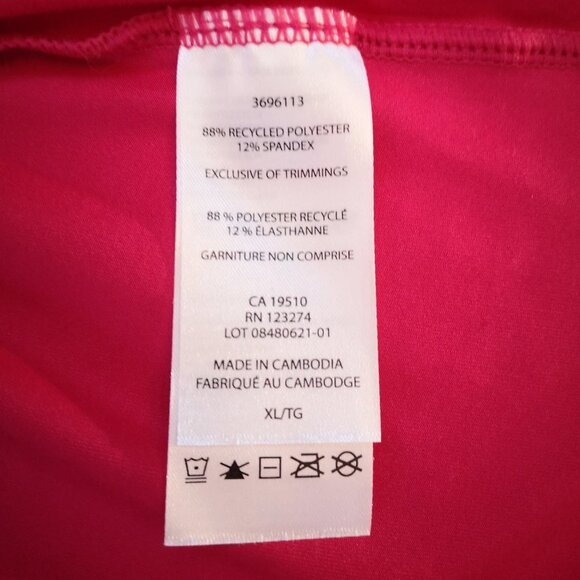 3696113
88% RECYCLED POLYESTER
12% SPANDEX
EXCLUSIVE OF TRIMMINGS
88 % POLYESTER RECYCLÉ
12 % ÉLASTHANNE
GARNITURE NON COMPRISE
CA 19510
RN 123274
LOT 08480621-01
MADE IN CAMBODIA
FABRIQUÉ AU CAMBODGE
XL/TG